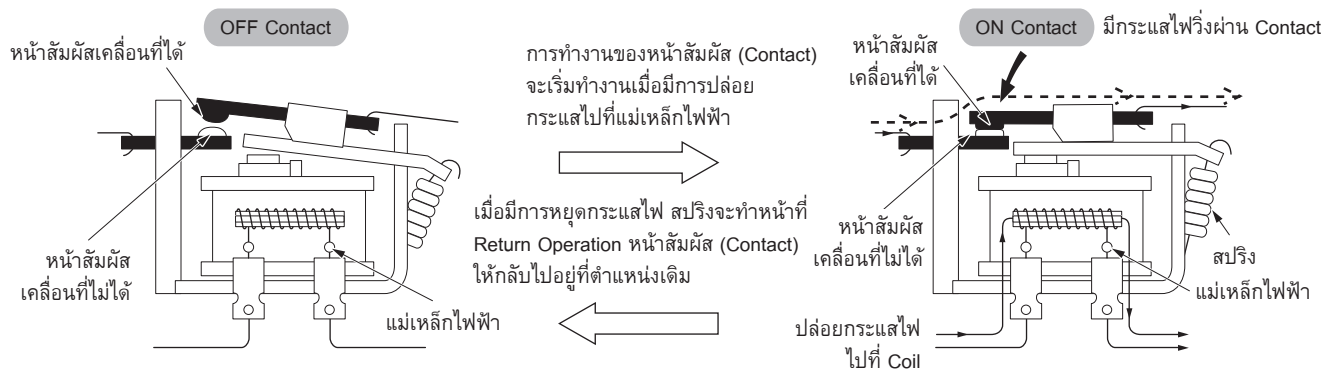 OFF Contact
หน้าสัมผัสเคลื่อนที่ได้
หน้าสัมผัส
เคลื่อนที่ไม่ได้
แม่เหล็กไฟฟ้า
การทำงานของหน้าสัมผัส (Contact)
จะเริ่มทำงานเมื่อมีการปล่อย
กระแสไปที่แม่เหล็กไฟฟ้า
เมื่อมีการหยุดกระแสไฟ สปริงจะทำหน้าที่
Return Operation หน้าสัมผัส (Contact)
ให้กลับไปอยู่ที่ตำแหน่งเดิม
ON Contact มีกระแสไฟวิ่งผ่าน Contact
หน้าสัมผัส
เคลื่อนที่ได้
หน้าสัมผัส
เคลื่อนที่ไม่ได้
สปริง
แม่เหล็กไฟฟ้า
ปล่อยกระแสไฟ
ไปที่ Coil